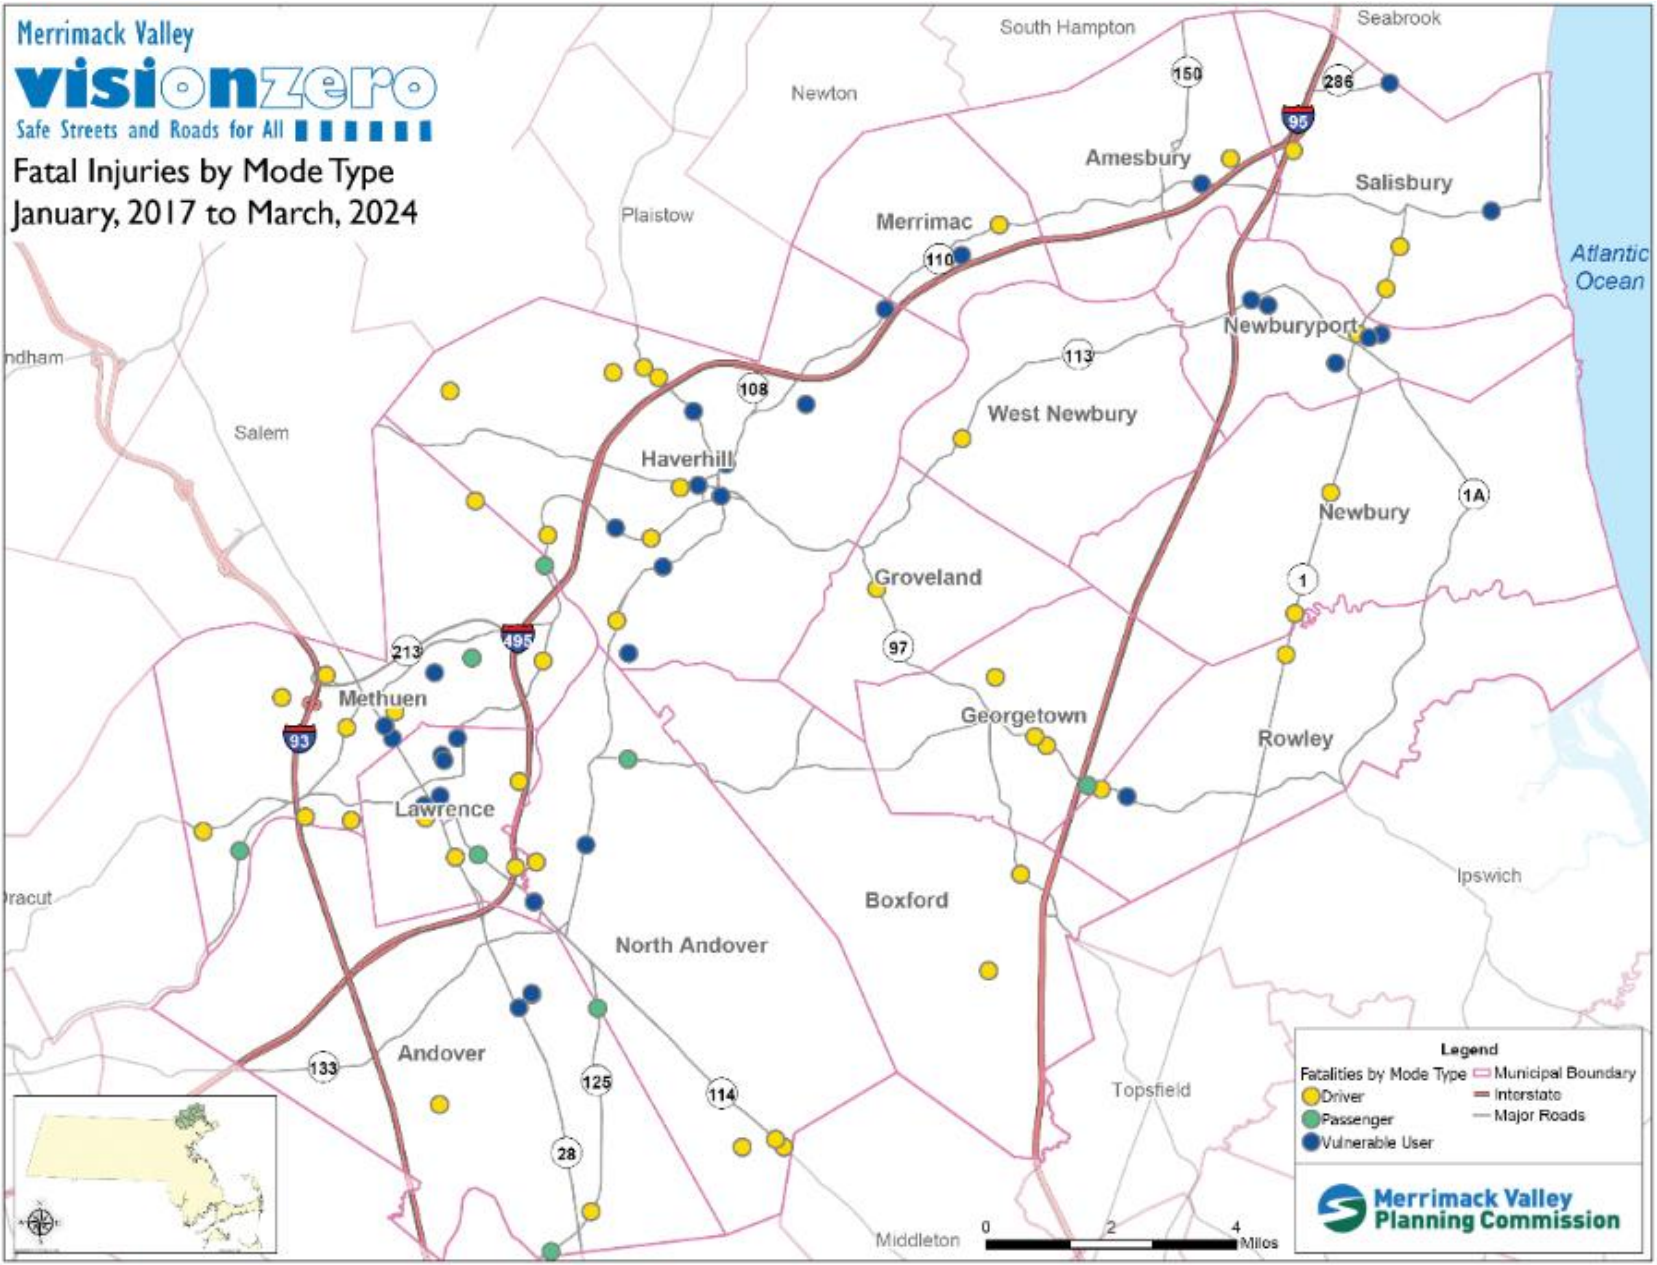 Merrimack Valley
visionzero
Safe Streets and Roads for All
Fatal Injuries by Mode Type
January, 2017 to March, 2024
South Hampton
Seabrook
Newton
150
286
95
Amesbury
Salisbury
Plaistow
Merrimac
110
Atlantic
Ocean
Newburyport
ndham
113
108
West Newbury
Salem
Haverhill
1A
Newbury
Groveland
1
495
213
97
Methuen
Georgetown
93
Rowley
Lawrence
Ipswich
Dracut
Boxford
North Andover
Andover
133
125
114
Topsfield
28
Middleton
0 2 4
Miles
Legend
Fatalities by Mode Type
Driver
Passenger
Vulnerable User
Municipal Boundary
Interstate
Major Roads
Merrimack Valley
Planning Commission